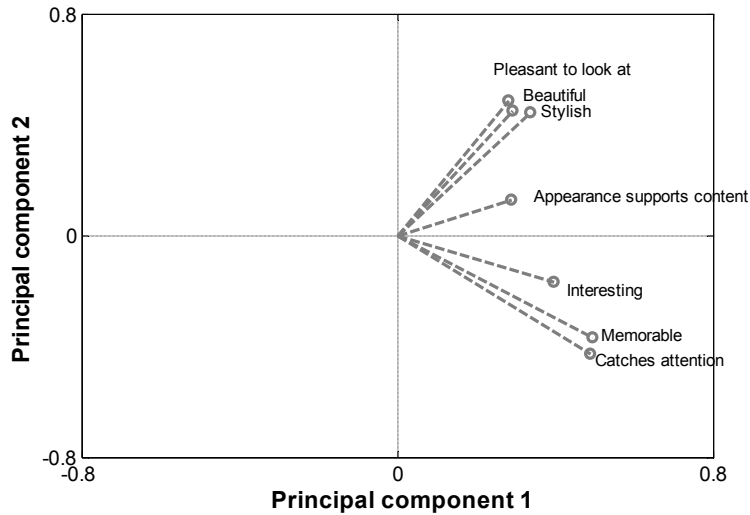 0.8
Pleasant to look at
Beautiful
Stylish
Appearance supports content
Principal component 2
0
Interesting
Memorable
Catches attention
-0.8
-0.8
0
0.8
Principal component 1